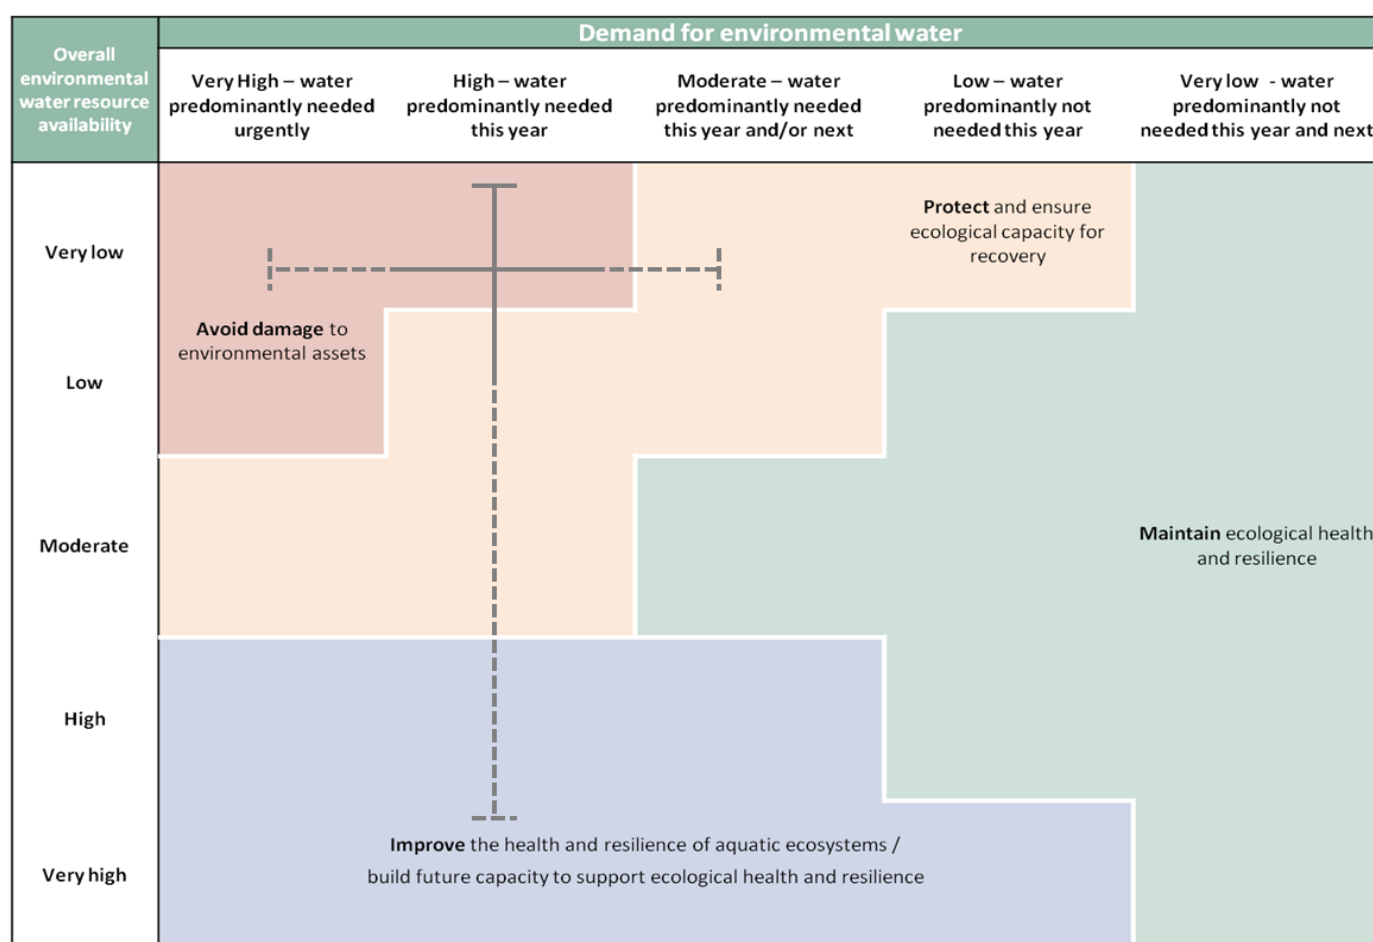 Demand for environmental water
Overall
environmental
water resource
availability
Very High – water
predominantly needed
urgently
High – water
predominantly needed
this year
Moderate – water
predominantly needed
this year and/or next
Low – water
predominantly not
needed this year
Very low - water
predominantly not
needed this year and next
Very low
Protect and ensure
ecological capacity for
recovery
Avoid damage to
environmental assets
Low
Moderate
Maintain ecological health
and resilience
High
Improve the health and resilience of aquatic ecosystems /
build future capacity to support ecological health and resilience
Very high